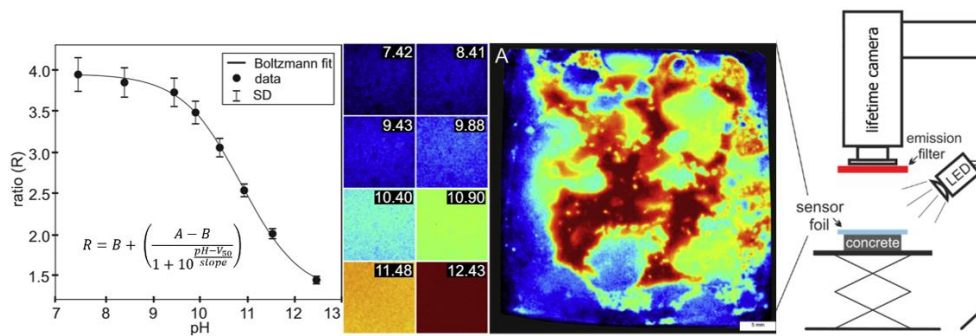 4.0
3.5
3.0
2.5
2.0
1.5
ratio (R)
Boltzmann fit
data
SD
R = B + ( A − B / 1 + 10^(pH−V50 / slope) )
7 8 9 10 11 12 13
pH
7.42 8.41
9.43 9.88
10.40 10.90
11.48 12.43
A
5 mm
lifetime camera
emission
filter
LED
sensor
foil
concrete